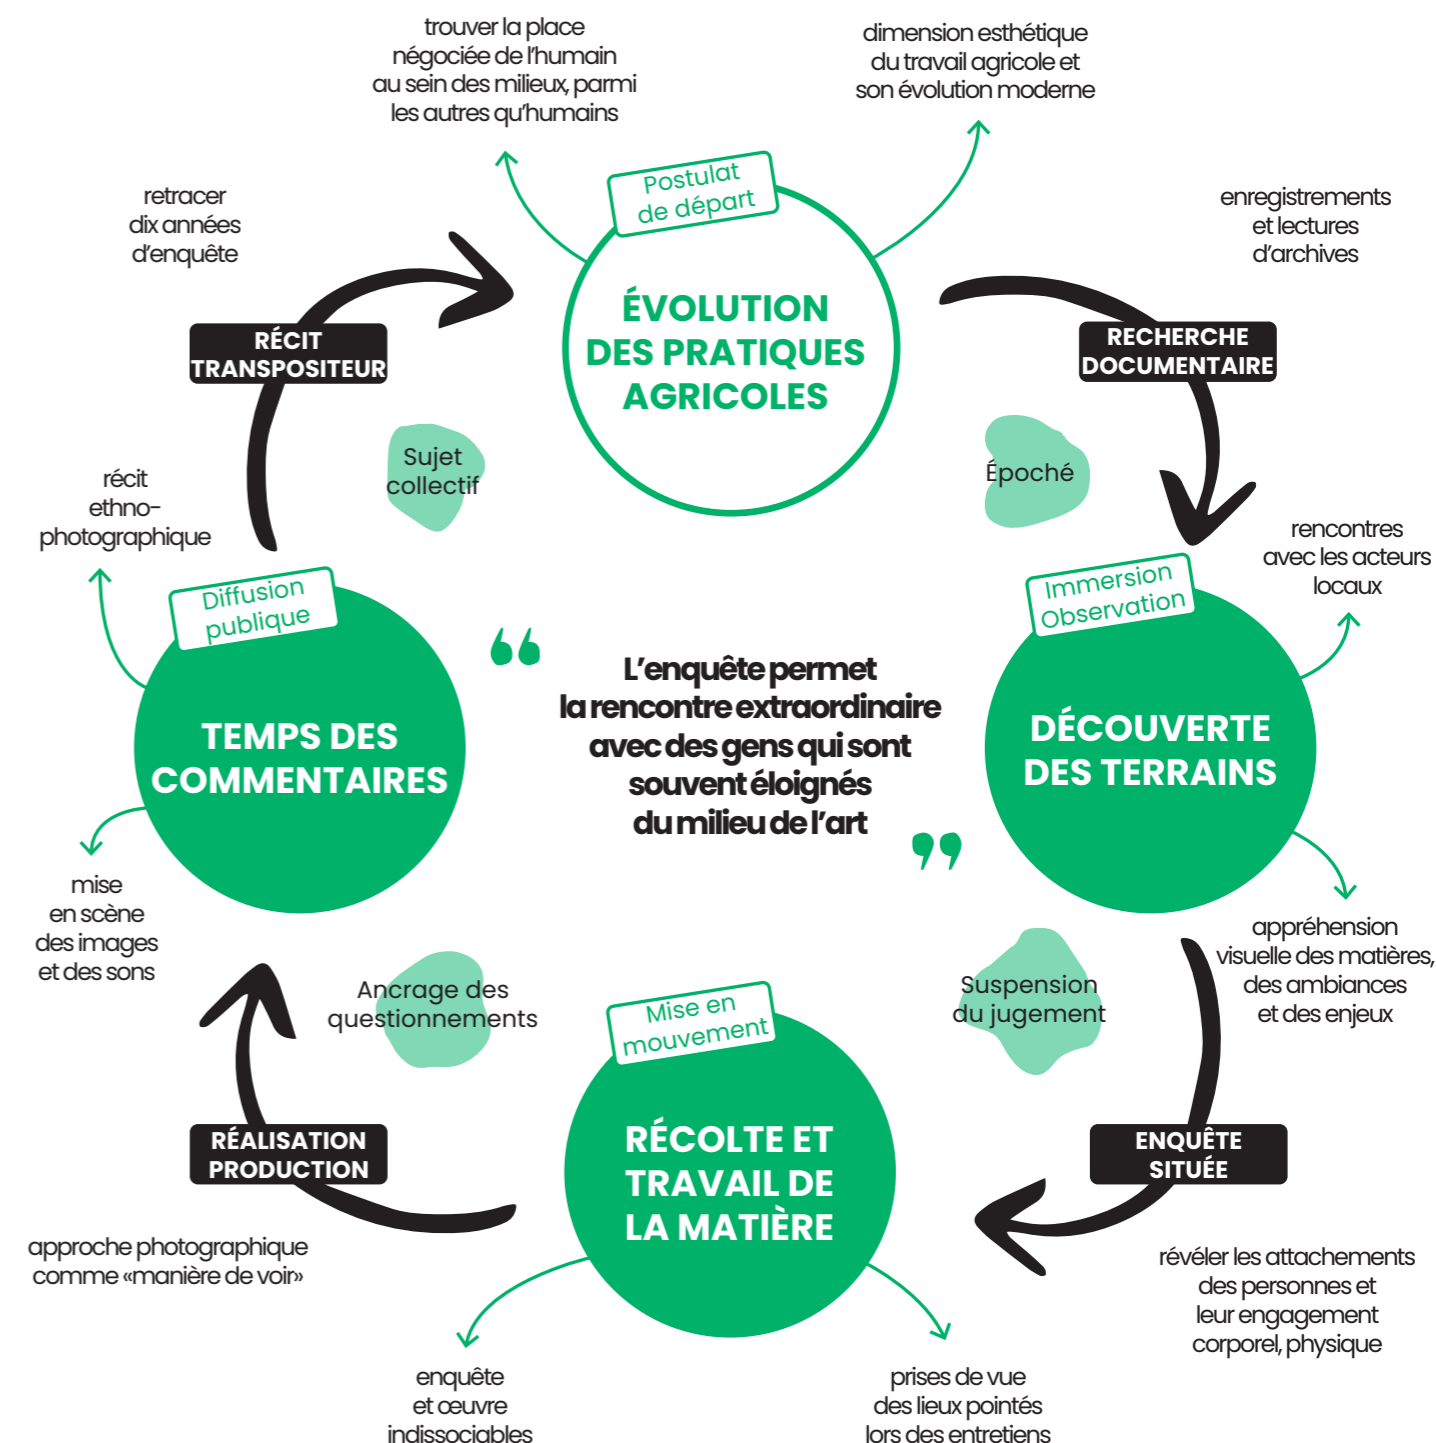 trouver la place
négociée de l'humain
au sein des milieux, parmi
les autres qu'humains
dimension esthétique
du travail agricole et
son évolution moderne
Postulat
de départ
ÉVOLUTION
DES PRATIQUES
AGRICOLES
enregistrements
et lectures
d'archives
RECHERCHE
DOCUMENTAIRE
Époché
rencontres
avec les acteurs
locaux
Immersion
Observation
DÉCOUVERTE
DES TERRAINS
appréhension
visuelle des matières,
des ambiances
et des enjeux
Suspension
du jugement
ENQUÊTE
SITUÉE
révéler les attachements
des personnes et
leur engagement
corporel, physique
Mise en
mouvement
RÉCOLTE ET
TRAVAIL DE
LA MATIÈRE
prises de vue
des lieux pointés
lors des entretiens
enquête
et œuvre
indissociables
RÉALISATION
PRODUCTION
approche photographique
comme «manière de voir»
Ancrage des
questionnements
Diffusion
publique
TEMPS DES
COMMENTAIRES
mise
en scène
des images
et des sons
récit
ethno-
photographique
RÉCIT
TRANSPOSITEUR
retracer
dix années
d'enquête
Sujet
collectif
“
L'enquête permet
la rencontre extraordinaire
avec des gens qui sont
souvent éloignés
du milieu de l'art
”